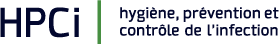 HPCi
hygiène, prévention et
contrôle de l'infection